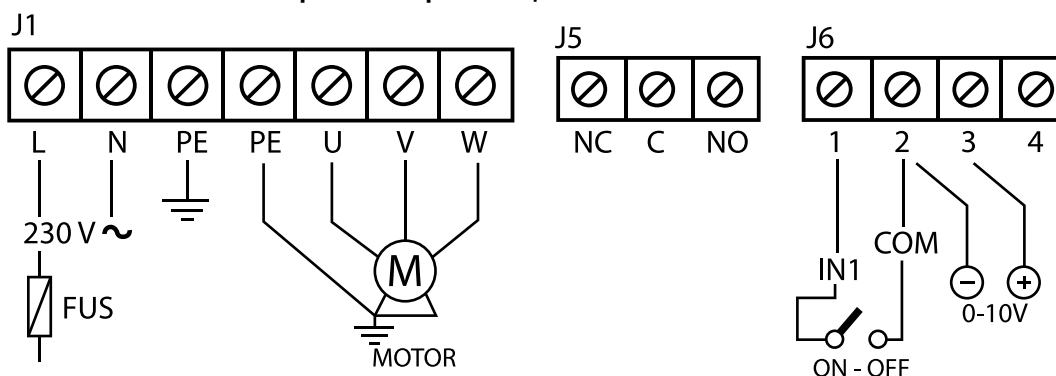 J1 J5 J6
L N PE PE U V W NC C NO 1 2 3 4
230 V ~
COM
IN1
M
− +
FUS
0-10V
MOTOR
ON - OFF